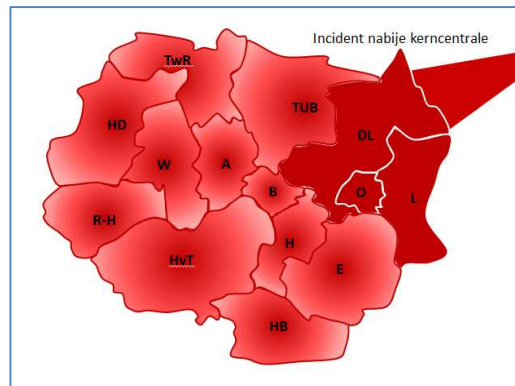 Incident nabije kerncentrale
TwR
TUB
HD
DL
W
A
B
O
L
R-H
H
HvT
E
HB